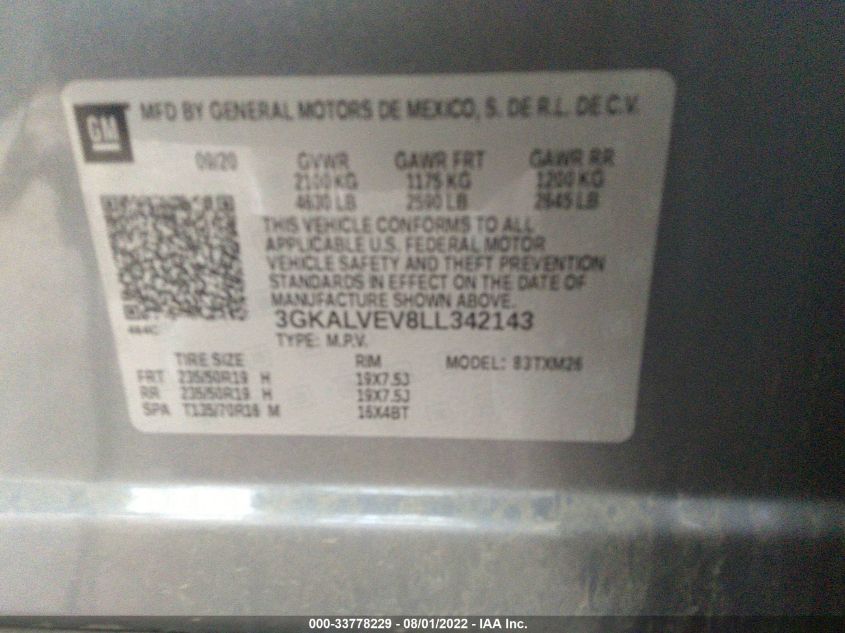 GM
MFD BY GENERAL MOTORS DE MEXICO, S. DE R.L. DE C.V.
09/20 GVWR GAWR FRT GAWR RR
2100 KG 1175 KG 1200 KG
4630 LB 2590 LB 2645 LB
THIS VEHICLE CONFORMS TO ALL
APPLICABLE U.S. FEDERAL MOTOR
VEHICLE SAFETY AND THEFT PREVENTION
STANDARDS IN EFFECT ON THE DATE OF
MANUFACTURE SHOWN ABOVE.
3GKALVEV8LL342143
TYPE: M.P.V.
TIRE SIZE RIM MODEL: 83TXM26
FRT 235/50R19 H 19X7.5J
RR 235/50R19 H 19X7.5J
SPA T135/70R16 M 16X4BT
000-33778229 - 08/01/2022 - IAA Inc.